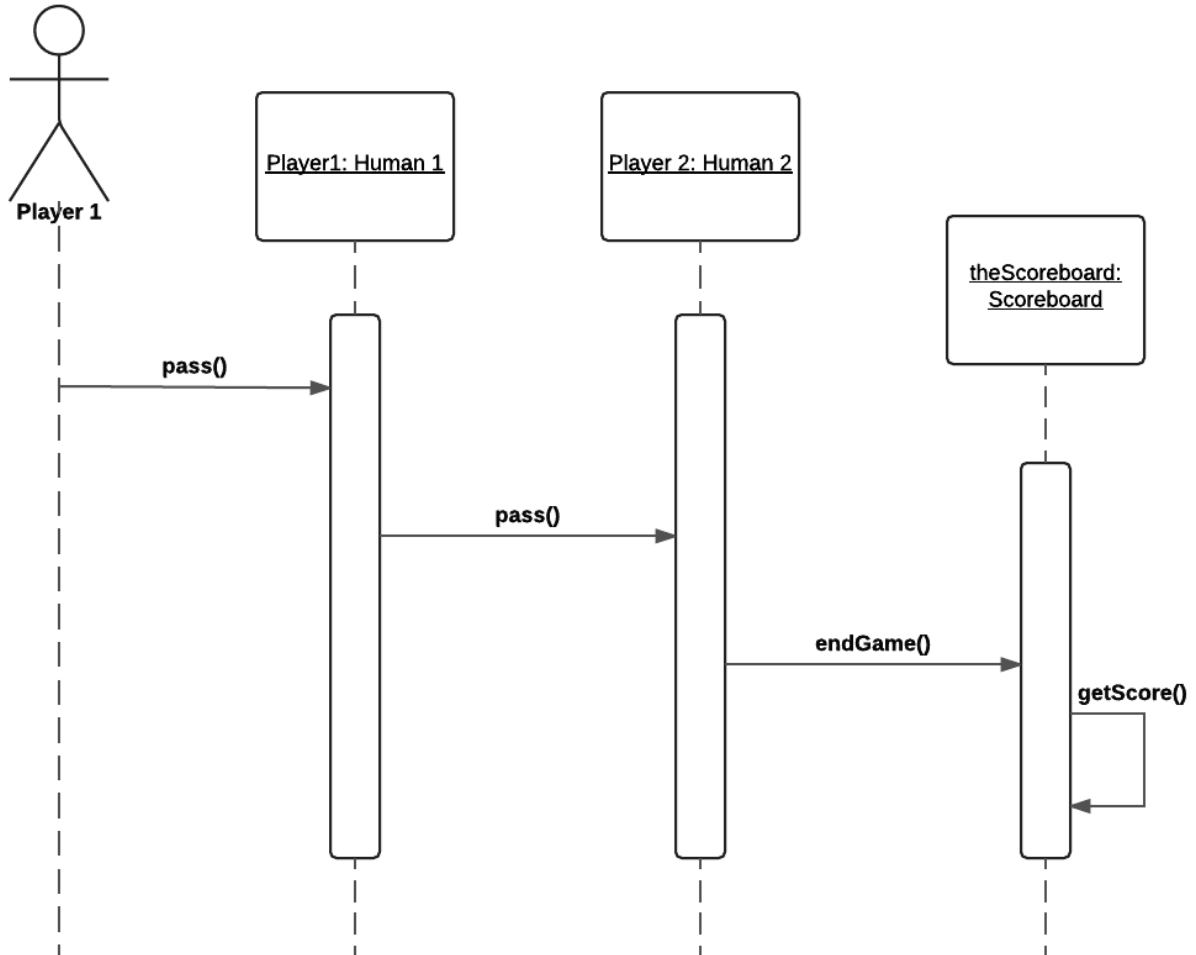 Player 1
Player1: Human 1
Player 2: Human 2
theScoreboard:
Scoreboard
pass()
pass()
endGame()
getScore()